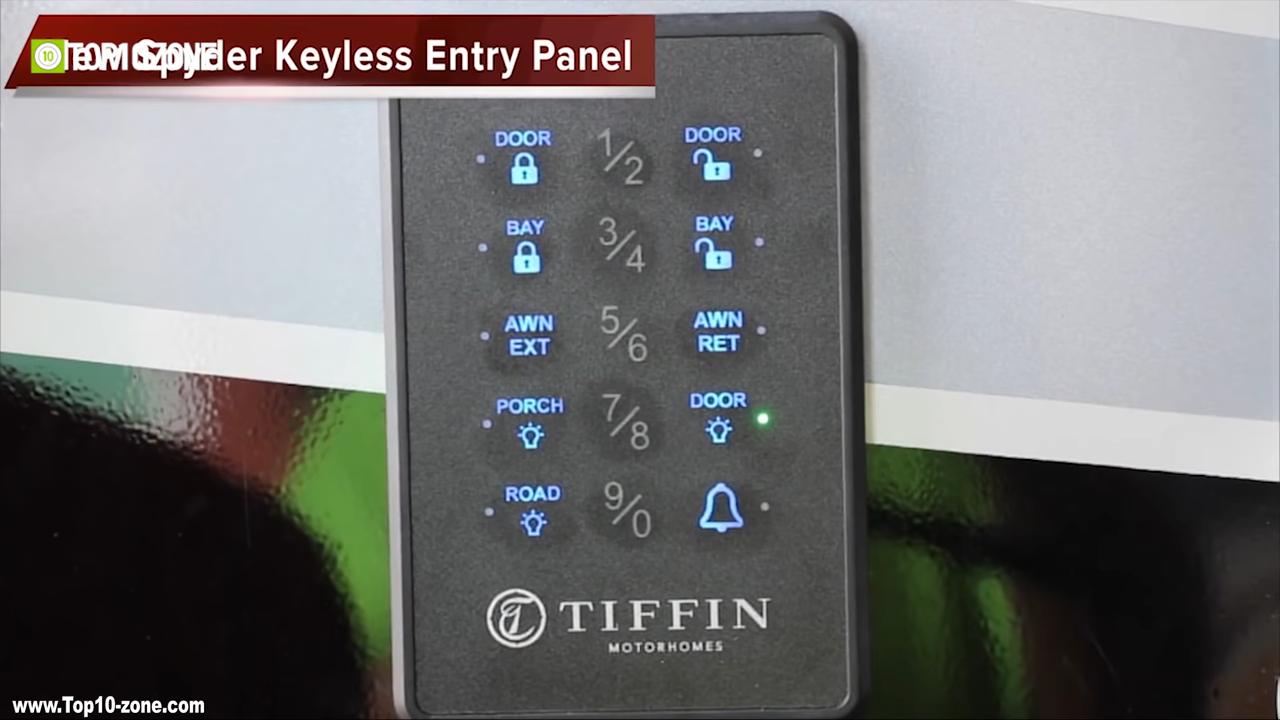 Spyder Keyless Entry Panel
DOOR 1/2 DOOR
BAY 3/4 BAY
AWN EXT 5/6 AWN RET
PORCH 7/8 DOOR
ROAD 9/0
TIFFIN
MOTORHOMES
www.Top10-zone.com